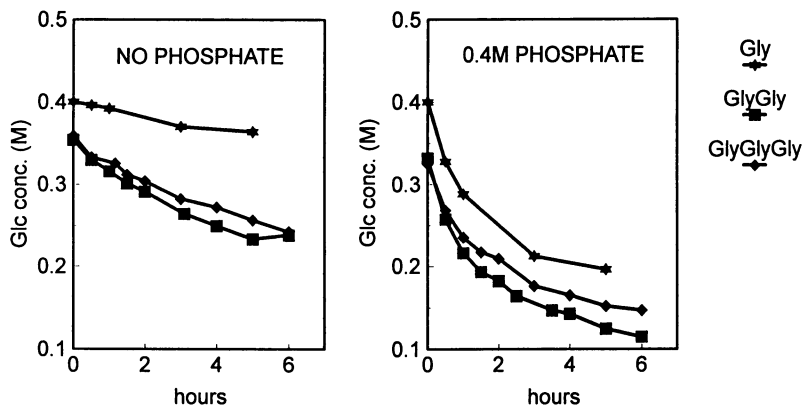 NO PHOSPHATE
Glc conc. (M)
0.5
0.4
0.3
0.2
0.1
0 2 4 6
hours
0.4M PHOSPHATE
Glc conc. (M)
0.5
0.4
0.3
0.2
0.1
0 2 4 6
hours
Gly
GlyGly
GlyGlyGly